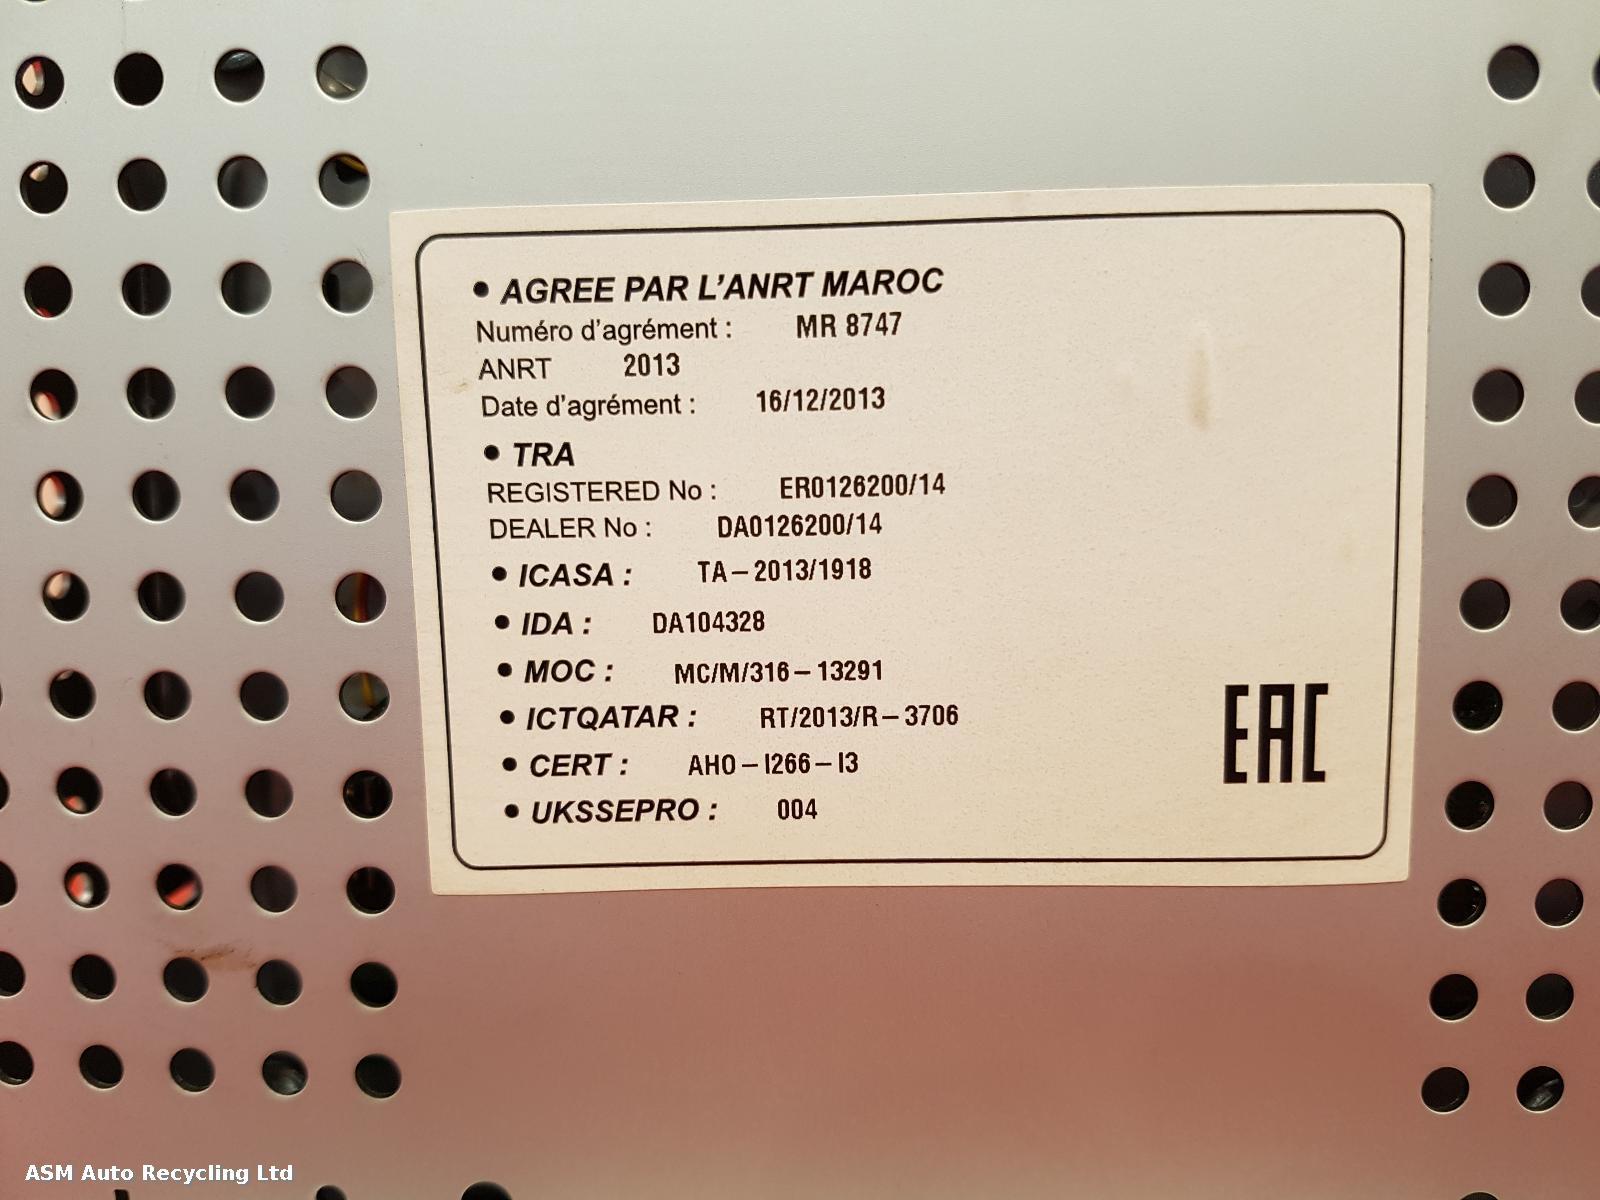 • AGREE PAR L'ANRT MAROC
Numéro d'agrément : MR 8747
ANRT 2013
Date d'agrément : 16/12/2013
• TRA
REGISTERED No : ER0126200/14
DEALER No : DA0126200/14
• ICASA : TA – 2013/1918
• IDA : DA104328
• MOC : MC/M/316 – 13291
• ICTQATAR : RT/2013/R – 3706
• CERT : AHO – I266 – I3
• UKSSEPRO : 004
EAC
ASM Auto Recycling Ltd